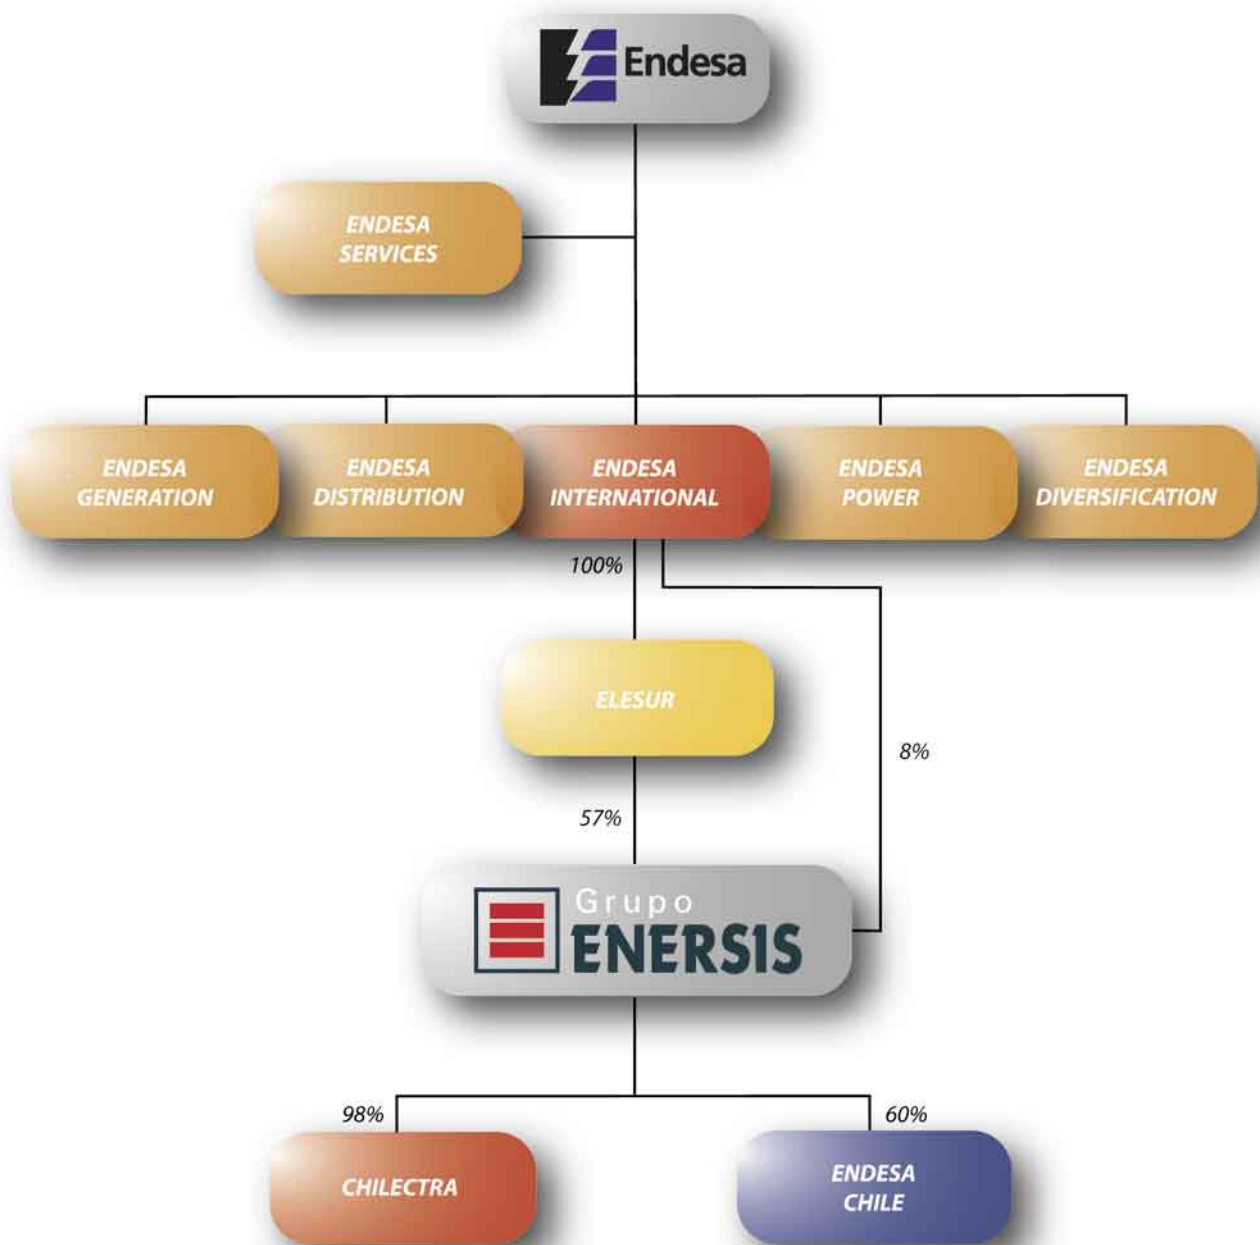 Endesa
ENDESA
SERVICES
ENDESA
GENERATION
ENDESA
DISTRIBUTION
ENDESA
INTERNATIONAL
ENDESA
POWER
ENDESA
DIVERSIFICATION
100%
ELESUR
8%
57%
Grupo
ENERSIS
98%
60%
CHILECTRA
ENDESA
CHILE